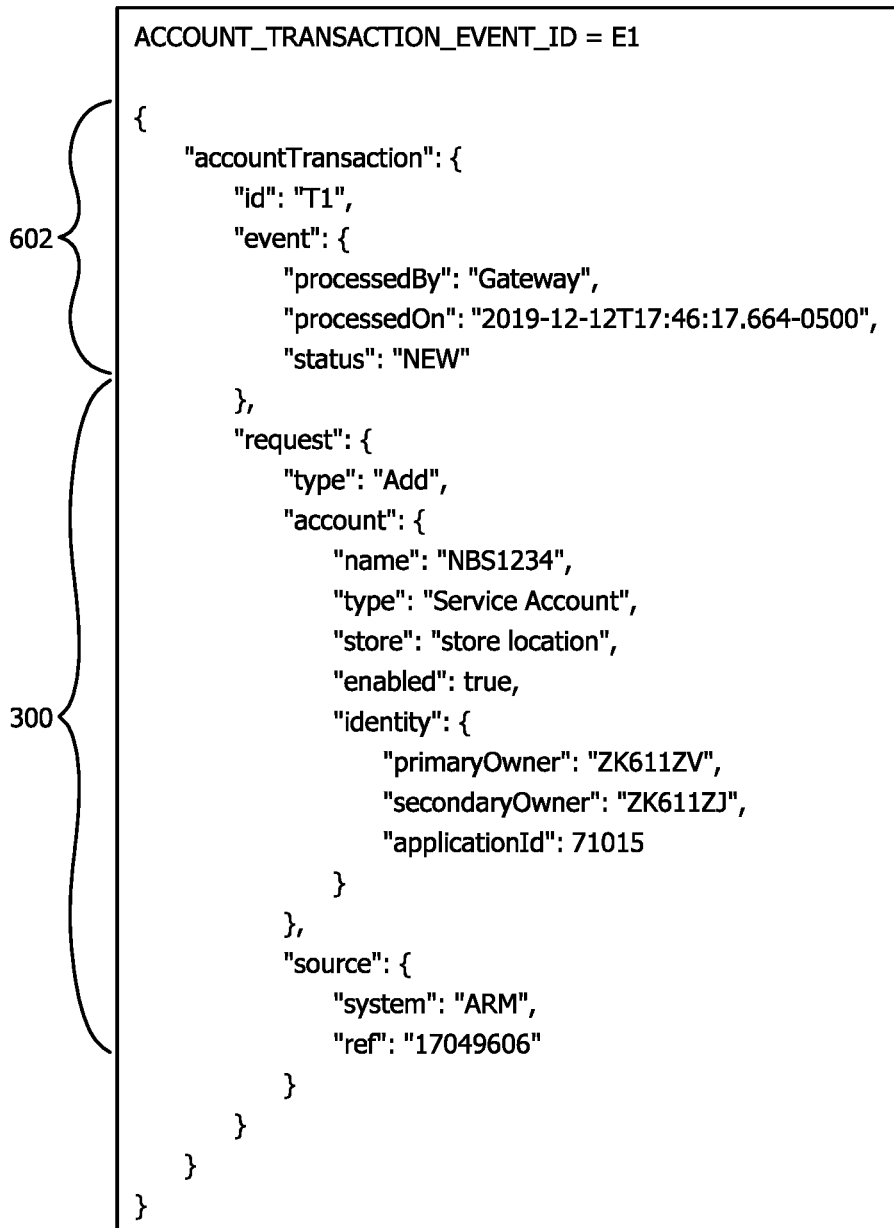 ACCOUNT_TRANSACTION_EVENT_ID = E1
{
"accountTransaction": {
"id": "T1",
"event": {
602
"processedBy": "Gateway",
"processedOn": "2019-12-12T17:46:17.664-0500",
"status": "NEW"
},
"request": {
"type": "Add",
"account": {
"name": "NBS1234",
"type": "Service Account",
"store": "store location",
"enabled": true,
300
"identity": {
"primaryOwner": "ZK611ZV",
"secondaryOwner": "ZK611ZJ",
"applicationId": 71015
}
},
"source": {
"system": "ARM",
"ref": "17049606"
}
}
}
}